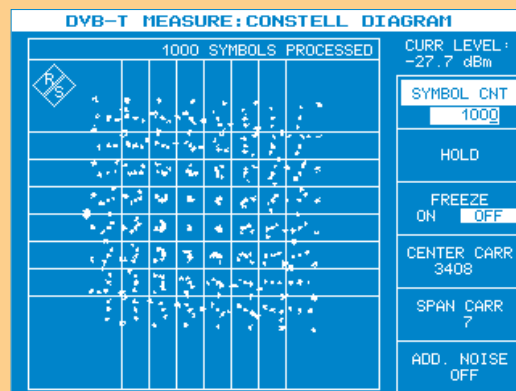 DVB-T MEASURE:CONSTELL DIAGRAM
1000 SYMBOLS PROCESSED
R
S
CURR LEVEL:
-27.7 dBm
SYMBOL CNT
1000
HOLD
FREEZE
ON OFF
CENTER CARR
3408
SPAN CARR
7
ADD. NOISE
OFF